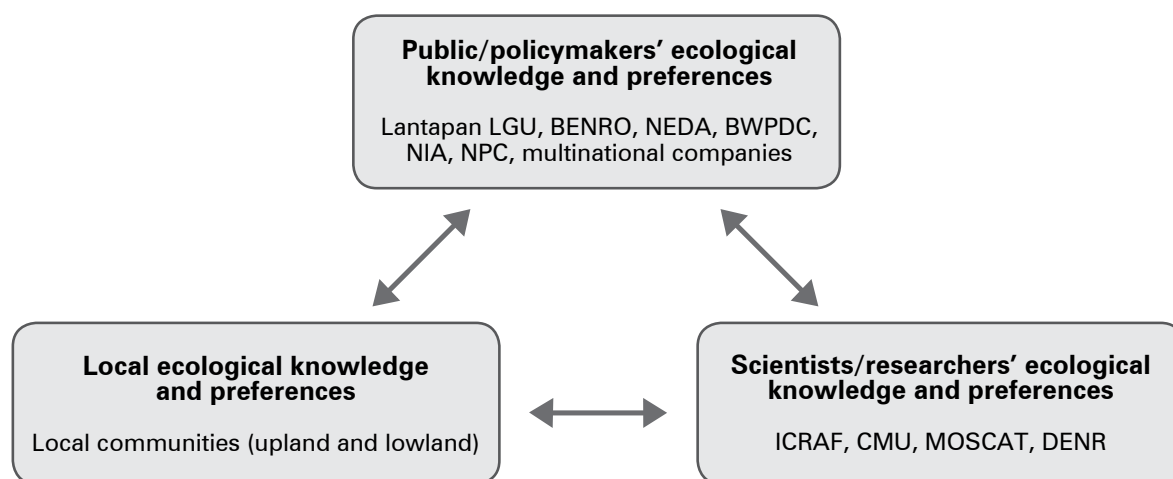 Public/policymakers’ ecological
knowledge and preferences
Lantapan LGU, BENRO, NEDA, BWPDC,
NIA, NPC, multinational companies
Local ecological knowledge
and preferences
Local communities (upland and lowland)
Scientists/researchers’ ecological
knowledge and preferences
ICRAF, CMU, MOSCAT, DENR